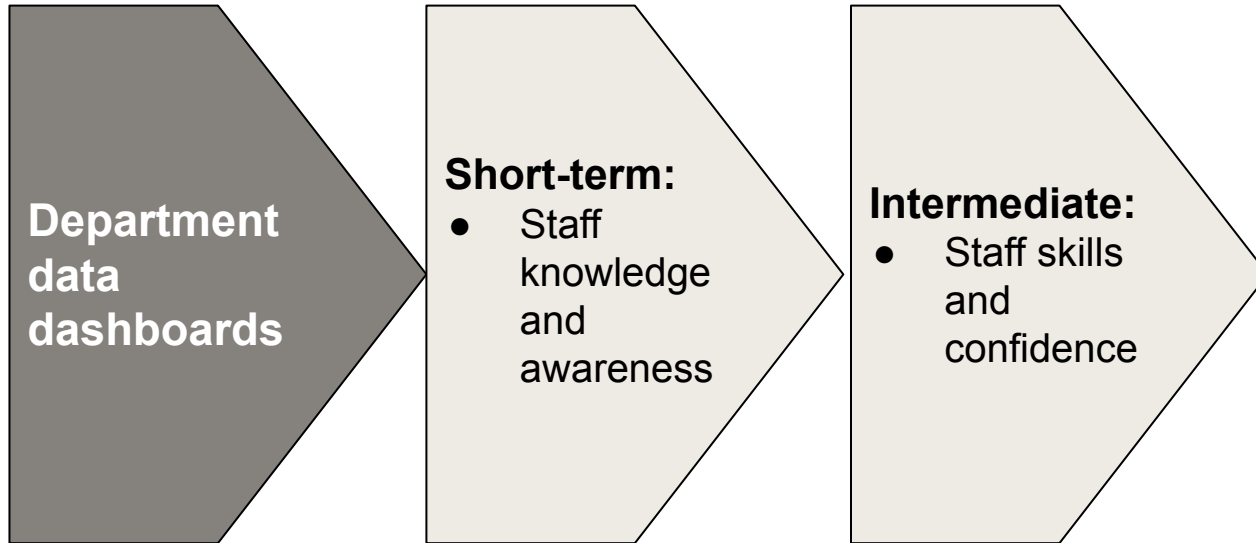 Department
data
dashboards
Short-term:
● Staff
knowledge
and
awareness
Intermediate:
● Staff skills
and
confidence